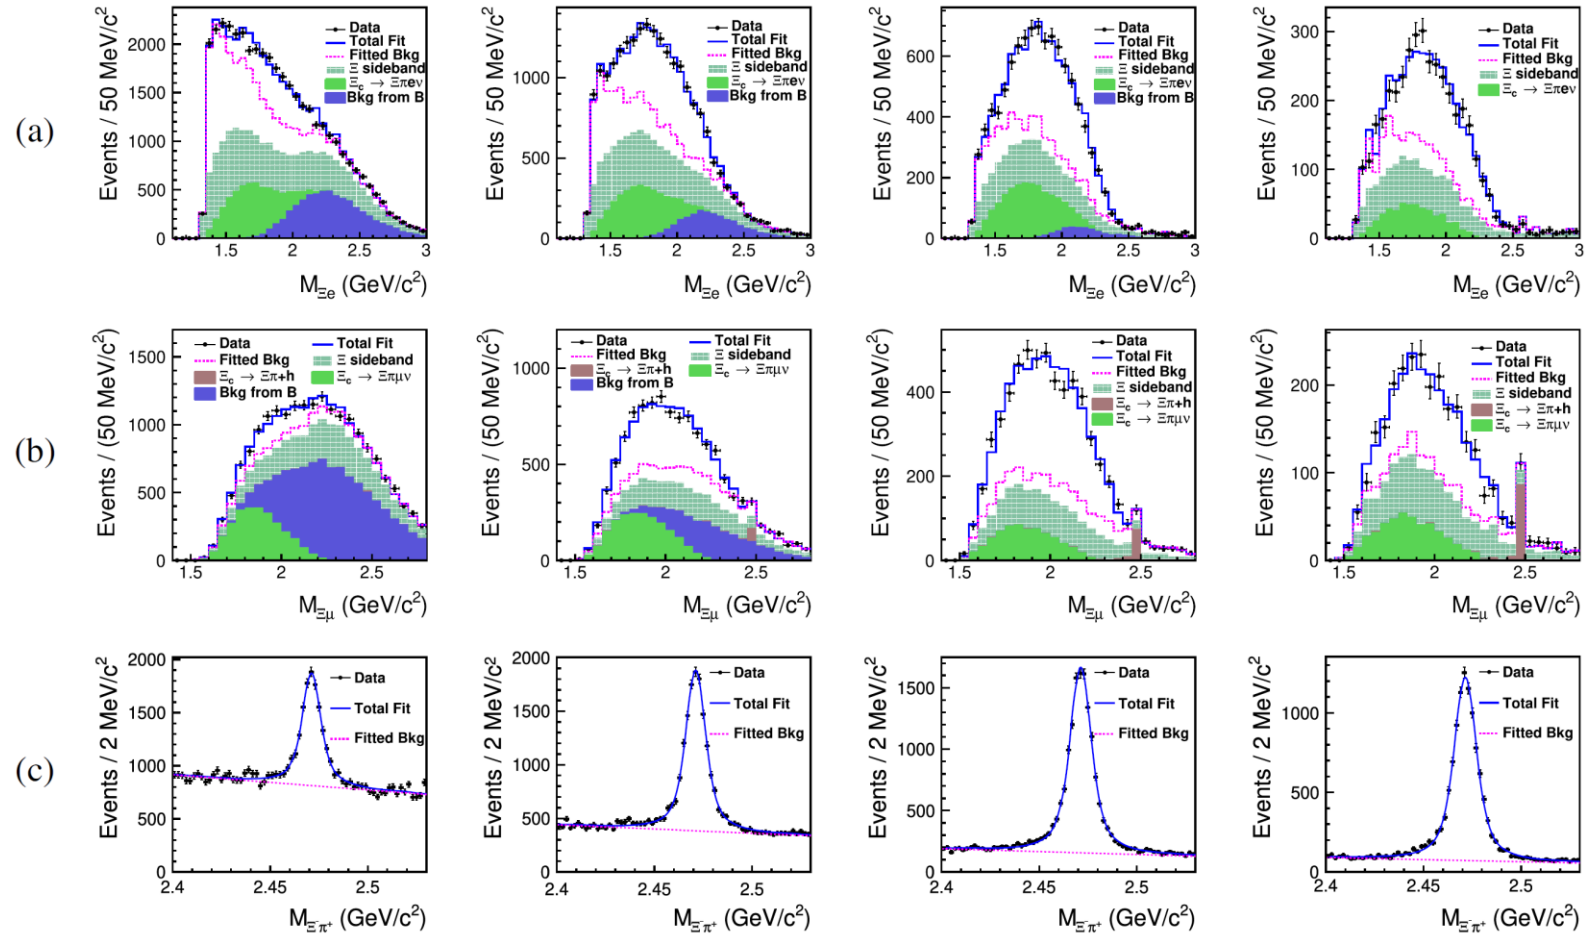 (a)
Events / 50 MeV/c²
2000
1500
1000
500
0
1.5 2 2.5 3
M_Ξe (GeV/c²)
Data
Total Fit
Fitted Bkg
Ξ sideband
Ξc → Ξπeν
Bkg from B
Events / 50 MeV/c²
1000
500
0
1.5 2 2.5 3
M_Ξe (GeV/c²)
Data
Total Fit
Fitted Bkg
Ξ sideband
Ξc → Ξπeν
Bkg from B
Events / 50 MeV/c²
600
400
200
0
1.5 2 2.5 3
M_Ξe (GeV/c²)
Data
Total Fit
Fitted Bkg
Ξ sideband
Ξc → Ξπeν
Bkg from B
Events / 50 MeV/c²
300
200
100
0
1.5 2 2.5 3
M_Ξe (GeV/c²)
Data
Total Fit
Fitted Bkg
Ξ sideband
Ξc → Ξπeν
(b)
Events / (50 MeV/c²)
1500
1000
500
0
1.5 2 2.5
M_Ξμ (GeV/c²)
Data Total Fit
Fitted Bkg Ξ sideband
Ξc → Ξπ+h Ξc → Ξπμν
Bkg from B
Events / (50 MeV/c²)
1000
500
0
1.5 2 2.5
M_Ξμ (GeV/c²)
Data Total Fit
Fitted Bkg Ξ sideband
Ξc → Ξπ+h Ξc → Ξπμν
Bkg from B
Events / (50 MeV/c²)
400
200
0
1.5 2 2.5
M_Ξμ (GeV/c²)
Data
Total Fit
Fitted Bkg
Ξ sideband
Ξc → Ξπ+h
Ξc → Ξπμν
Events / (50 MeV/c²)
200
100
0
1.5 2 2.5
M_Ξμ (GeV/c²)
Data
Total Fit
Fitted Bkg
Ξ sideband
Ξc → Ξπ+h
Ξc → Ξπμν
(c)
Events / 2 MeV/c²
2000
1500
1000
500
0
2.4 2.45 2.5
M_Ξ⁻π⁺ (GeV/c²)
Data
Total Fit
Fitted Bkg
Events / 2 MeV/c²
2000
1500
1000
500
0
2.4 2.45 2.5
M_Ξ⁻π⁺ (GeV/c²)
Data
Total Fit
Fitted Bkg
Events / 2 MeV/c²
1500
1000
500
0
2.4 2.45 2.5
M_Ξ⁻π⁺ (GeV/c²)
Data
Total Fit
Fitted Bkg
Events / 2 MeV/c²
1000
500
0
2.4 2.45 2.5
M_Ξ⁻π⁺ (GeV/c²)
Data
Total Fit
Fitted Bkg